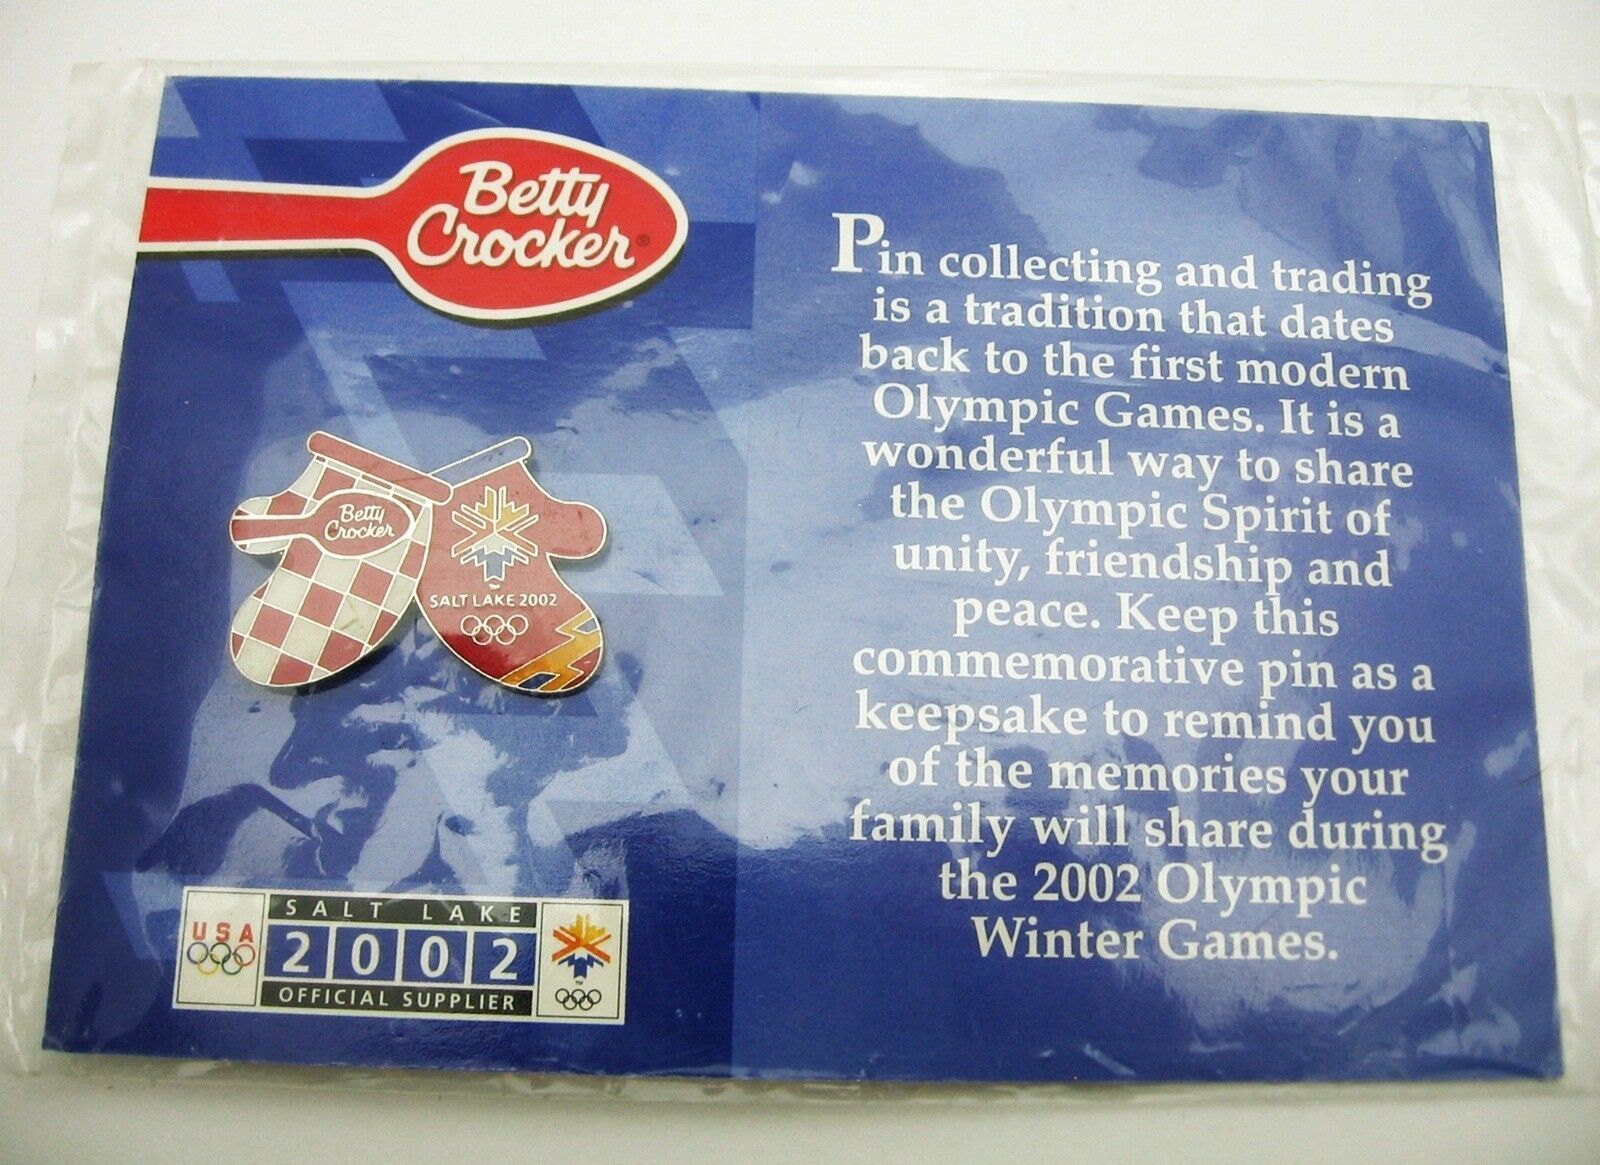 Betty
Crocker®
Betty
Crocker
™
SALT LAKE 2002
Pin collecting and trading
is a tradition that dates
back to the first modern
Olympic Games. It is a
wonderful way to share
the Olympic Spirit of
unity, friendship and
peace. Keep this
commemorative pin as a
keepsake to remind you
of the memories your
family will share during
the 2002 Olympic
Winter Games.
USA
SALT LAKE
2002
OFFICIAL SUPPLIER
™